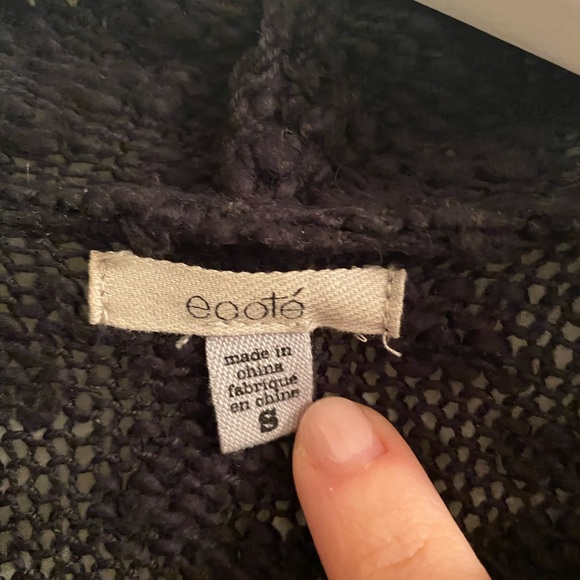 ecoté
made in
china
fabriqué
en chine
S